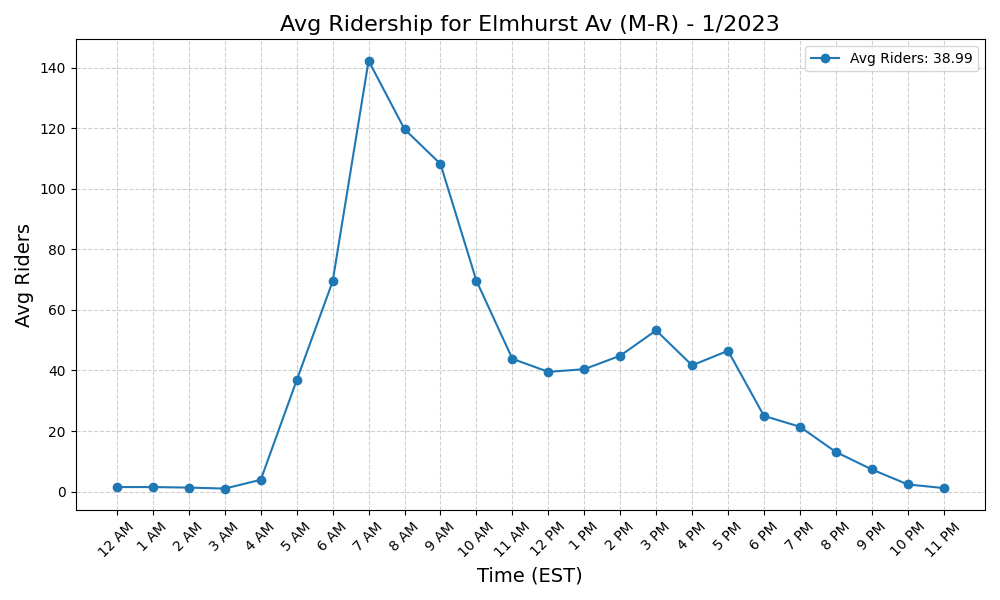 Avg Ridership for Elmhurst Av (M-R) - 1/2023
Avg Riders: 38.99
Avg Riders
140
120
100
80
60
40
20
0
12 AM
1 AM
2 AM
3 AM
4 AM
5 AM
6 AM
7 AM
8 AM
9 AM
10 AM
11 AM
12 PM
1 PM
2 PM
3 PM
4 PM
5 PM
6 PM
7 PM
8 PM
9 PM
10 PM
11 PM
Time (EST)